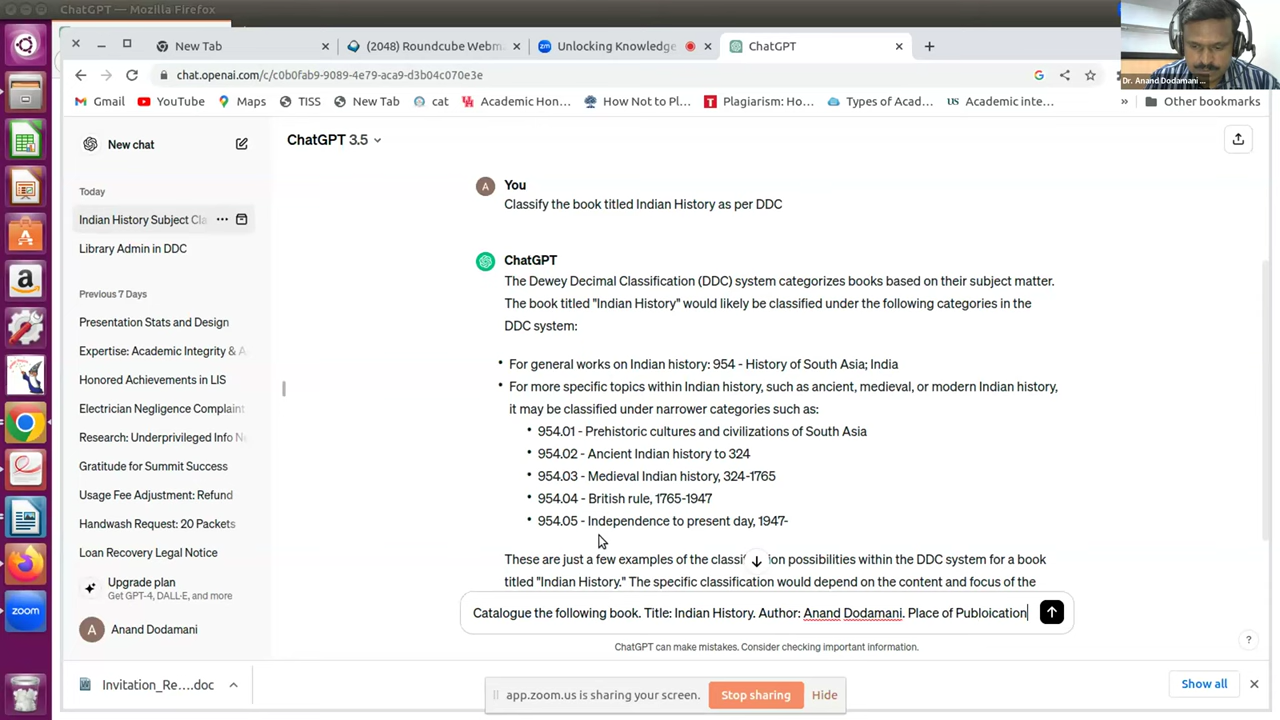 ChatGPT — Mozilla Firefox
New Tab
(2048) Roundcube Webm
Unlocking Knowledge
ChatGPT
chat.openai.com/c/c0b0fab9-9089-4e79-aca9-d3b04c070e3e
Gmail
YouTube
Maps
TISS
New Tab
cat
Academic Hon...
How Not to Pl...
Plagiarism: Ho...
Types of Acad...
Academic inte...
»
Other bookmarks
Dr. Anand Dodamani ...
New chat
ChatGPT 3.5
Today
Indian History Subject Cla
Library Admin in DDC
Previous 7 Days
Presentation Stats and Design
Expertise: Academic Integrity & A
Honored Achievements in LIS
Electrician Negligence Complaint
Research: Underprivileged Info N
Gratitude for Summit Success
Usage Fee Adjustment: Refund
Handwash Request: 20 Packets
Loan Recovery Legal Notice
Upgrade plan
Get GPT-4, DALL·E, and more
A
Anand Dodamani
A
You
Classify the book titled Indian History as per DDC
ChatGPT
The Dewey Decimal Classification (DDC) system categorizes books based on their subject matter.
The book titled "Indian History" would likely be classified under the following categories in the
DDC system:
• For general works on Indian history: 954 - History of South Asia; India
• For more specific topics within Indian history, such as ancient, medieval, or modern Indian history,
it may be classified under narrower categories such as:
• 954.01 - Prehistoric cultures and civilizations of South Asia
• 954.02 - Ancient Indian history to 324
• 954.03 - Medieval Indian history, 324-1765
• 954.04 - British rule, 1765-1947
• 954.05 - Independence to present day, 1947-
These are just a few examples of the classif ion possibilities within the DDC system for a book
titled "Indian History." The specific classification would depend on the content and focus of the
Catalogue the following book. Title: Indian History. Author: Anand Dodamani. Place of Publoication
ChatGPT can make mistakes. Consider checking important information.
?
Invitation_Re....doc
app.zoom.us is sharing your screen.
Stop sharing
Hide
Show all
zoom